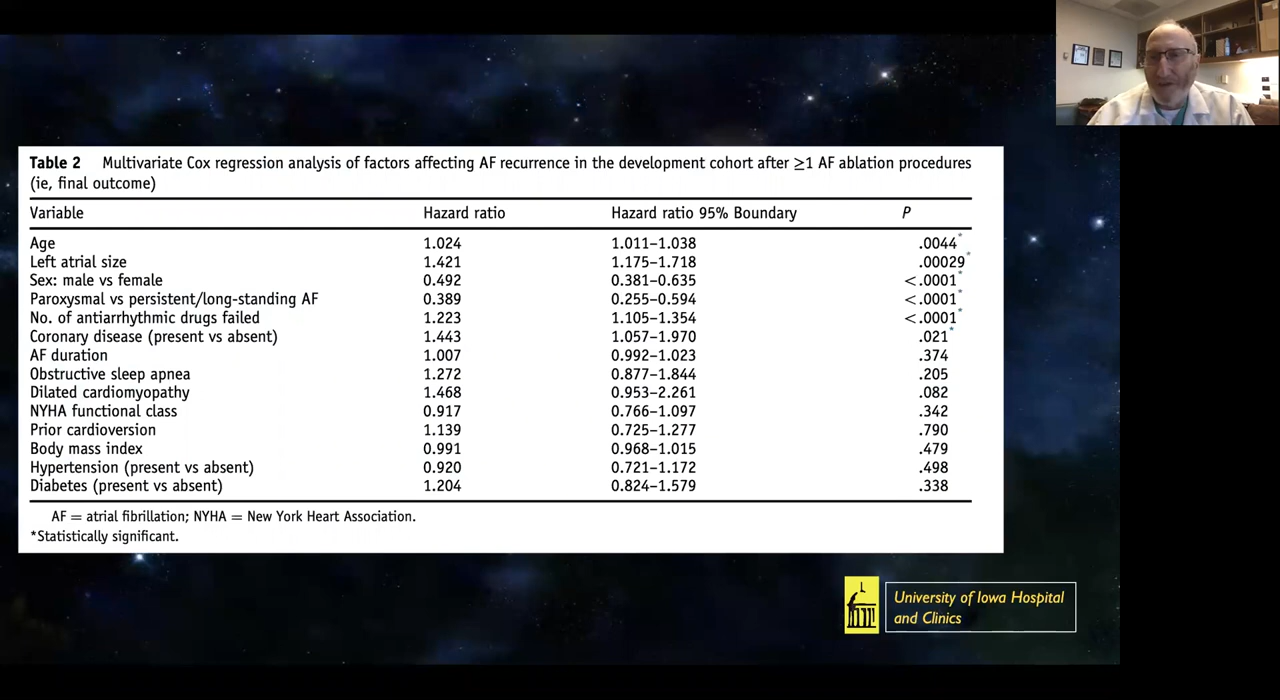 Table 2 Multivariate Cox regression analysis of factors affecting AF recurrence in the development cohort after ≥1 AF ablation procedures
(ie, final outcome)
Variable Hazard ratio Hazard ratio 95% Boundary P
Age 1.024 1.011–1.038 .0044*
Left atrial size 1.421 1.175–1.718 .00029*
Sex: male vs female 0.492 0.381–0.635 <.0001*
Paroxysmal vs persistent/long-standing AF 0.389 0.255–0.594 <.0001*
No. of antiarrhythmic drugs failed 1.223 1.105–1.354 <.0001*
Coronary disease (present vs absent) 1.443 1.057–1.970 .021*
AF duration 1.007 0.992–1.023 .374
Obstructive sleep apnea 1.272 0.877–1.844 .205
Dilated cardiomyopathy 1.468 0.953–2.261 .082
NYHA functional class 0.917 0.766–1.097 .342
Prior cardioversion 1.139 0.725–1.277 .790
Body mass index 0.991 0.968–1.015 .479
Hypertension (present vs absent) 0.920 0.721–1.172 .498
Diabetes (present vs absent) 1.204 0.824–1.579 .338
AF = atrial fibrillation; NYHA = New York Heart Association.
*Statistically significant.
University of Iowa Hospital
and Clinics